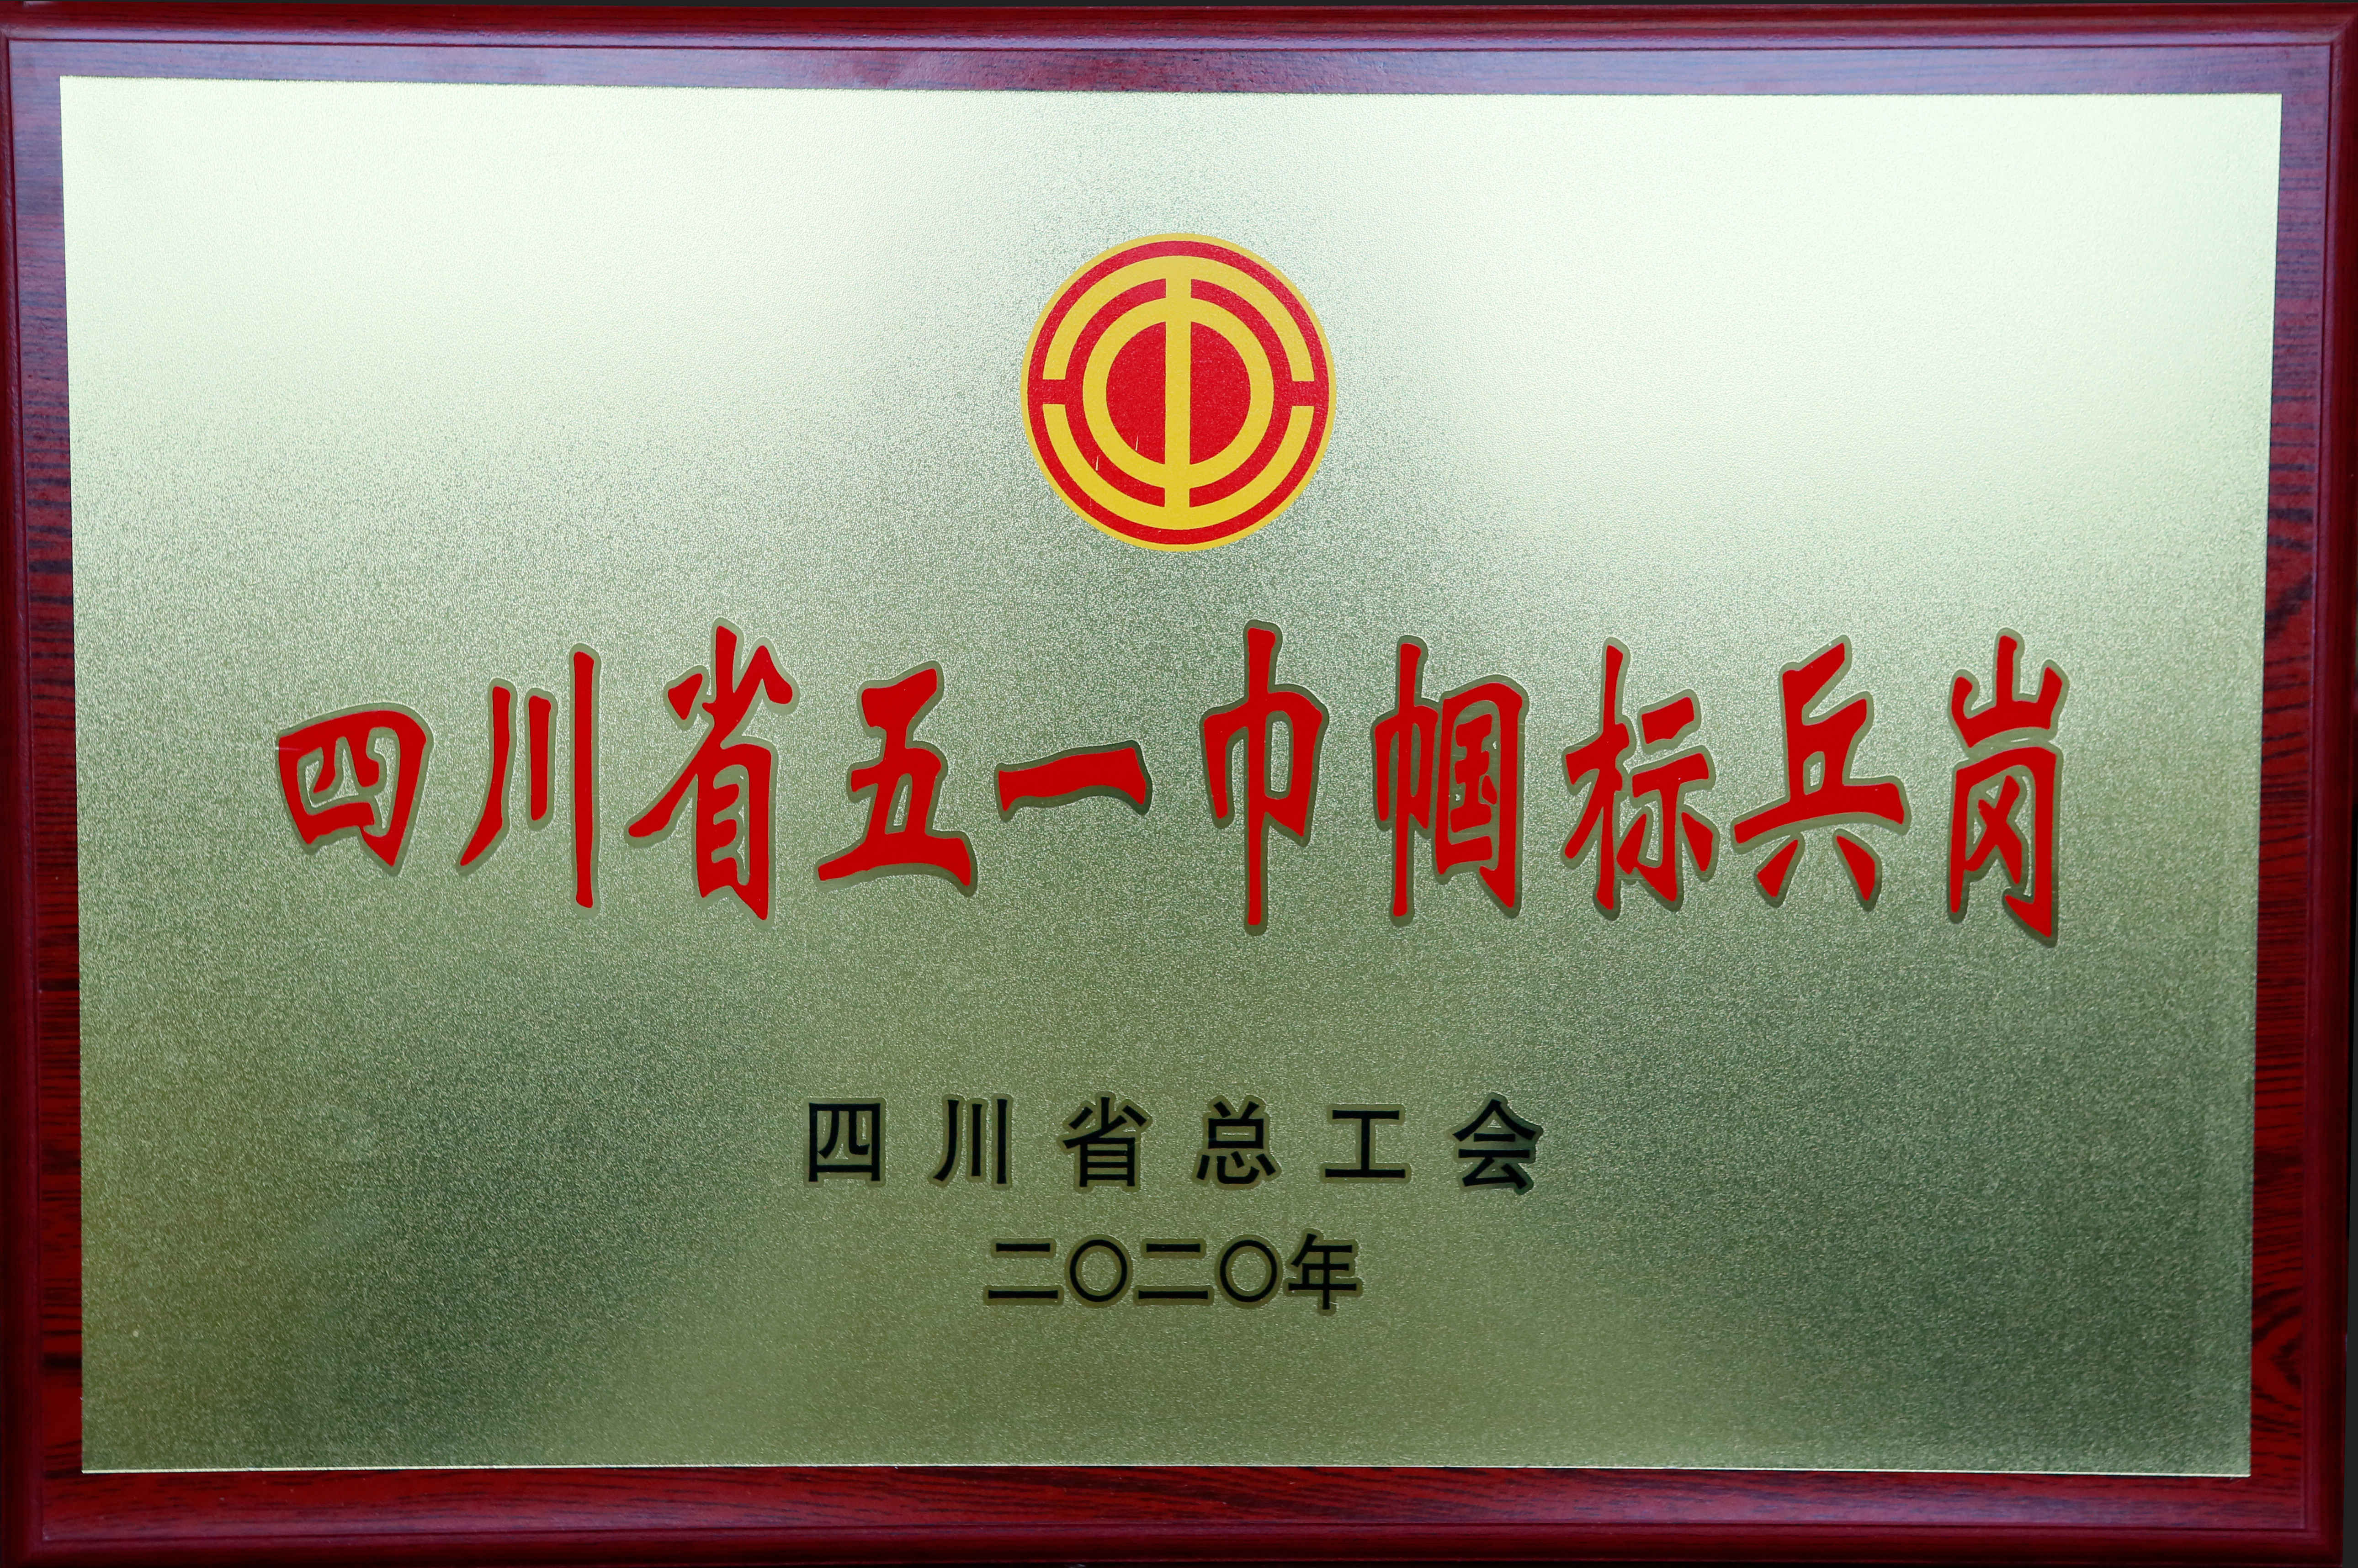 四川省五一巾帼标兵岗
四川省总工会
二〇二〇年